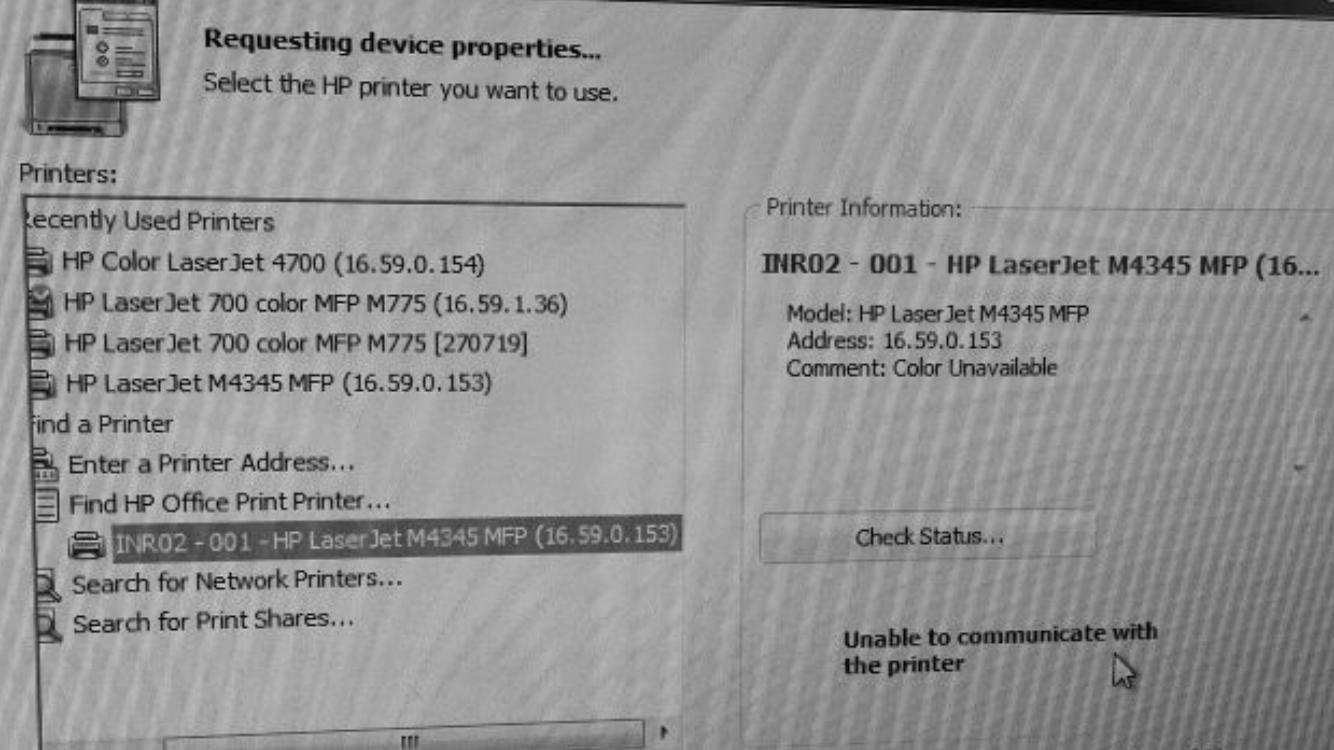 Requesting device properties...
Select the HP printer you want to use.
Printers:
Recently Used Printers
HP Color LaserJet 4700 (16.59.0.154)
HP LaserJet 700 color MFP M775 (16.59.1.36)
HP LaserJet 700 color MFP M775 [270719]
HP LaserJet M4345 MFP (16.59.0.153)
Find a Printer
Enter a Printer Address...
Find HP Office Print Printer...
INR02 - 001 - HP LaserJet M4345 MFP (16.59.0.153)
Search for Network Printers...
Search for Print Shares...
Printer Information:
INR02 - 001 - HP LaserJet M4345 MFP (16...
Model: HP LaserJet M4345 MFP
Address: 16.59.0.153
Comment: Color Unavailable
Check Status...
Unable to communicate with
the printer